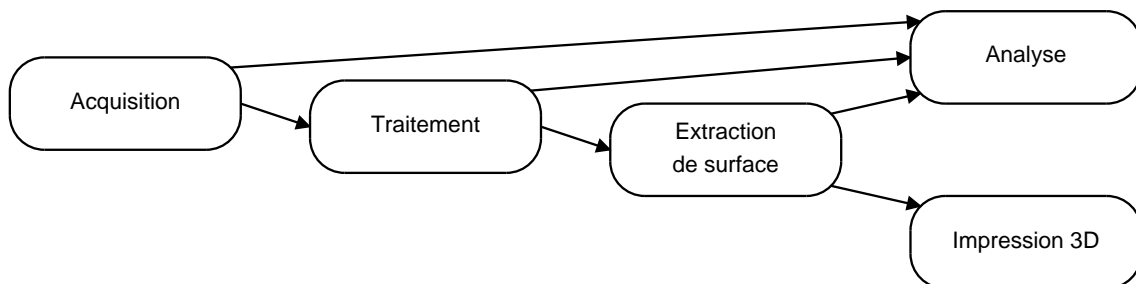 Acquisition
Traitement
Extraction
de surface
Analyse
Impression 3D